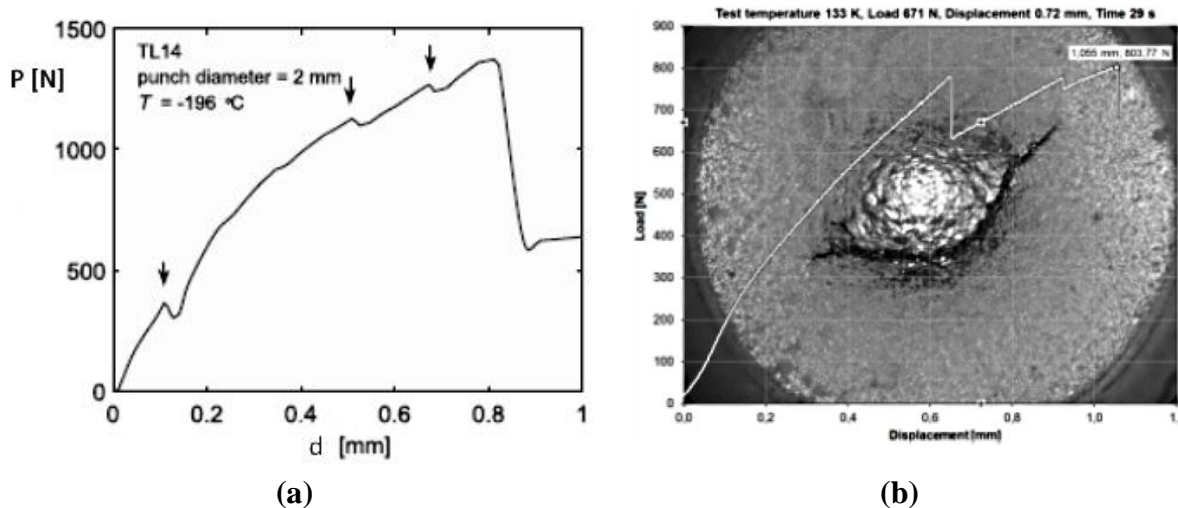 1500
1000
500
0
P [N]
TL14
punch diameter = 2 mm
T = -196 °C
0 0.2 0.4 0.6 0.8 1
d [mm]
(a)
Test temperature 133 K, Load 671 N, Displacement 0.72 mm, Time 29 s
900
800
700
600
500
400
300
200
100
0
Load [N]
1,055 mm; 803.77 N
0,0 0,2 0,4 0,6 0,8 1,0 1,
Displacement [mm]
(b)